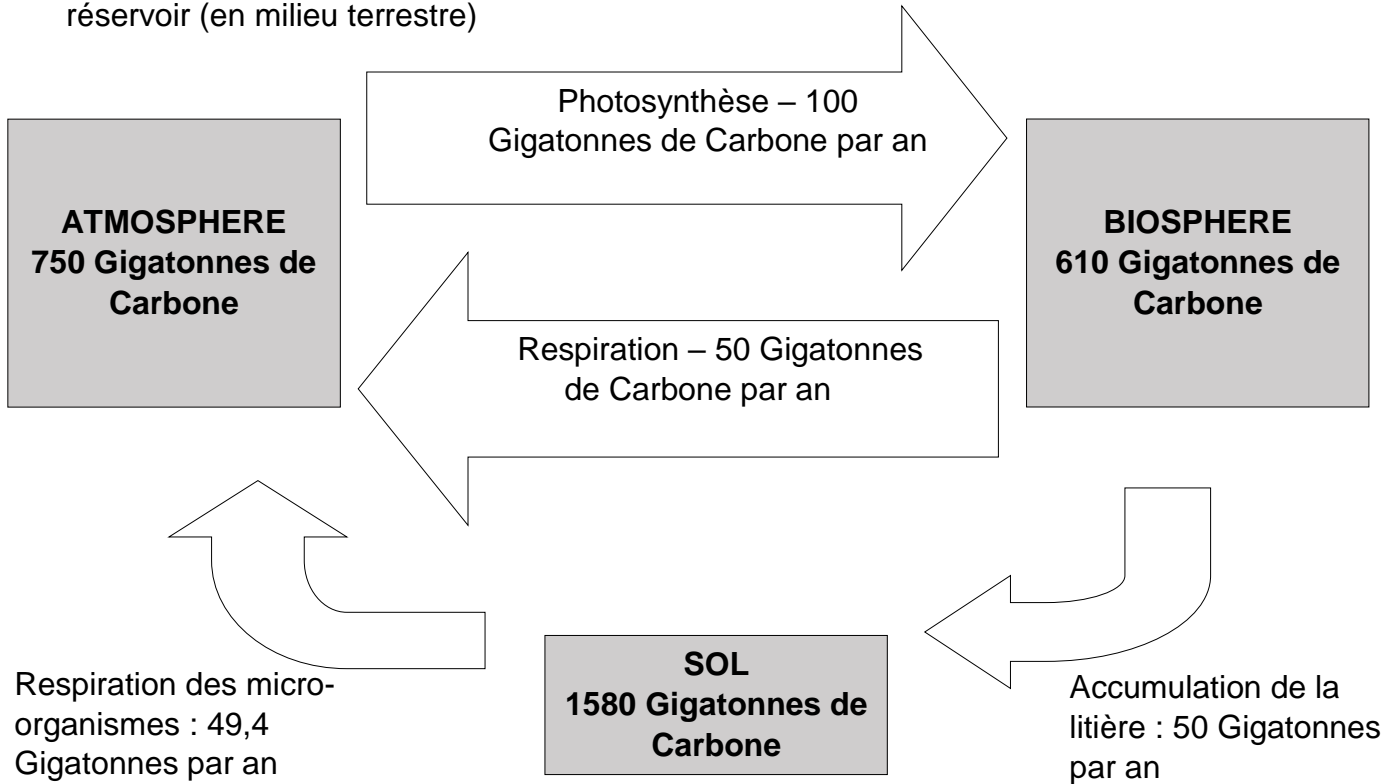 réservoir (en milieu terrestre)
Photosynthèse – 100
Gigatonnes de Carbone par an
ATMOSPHERE
750 Gigatonnes de
Carbone
BIOSPHERE
610 Gigatonnes de
Carbone
Respiration – 50 Gigatonnes
de Carbone par an
Respiration des micro-
organismes : 49,4
Gigatonnes par an
SOL
1580 Gigatonnes de
Carbone
Accumulation de la
litière : 50 Gigatonnes
par an